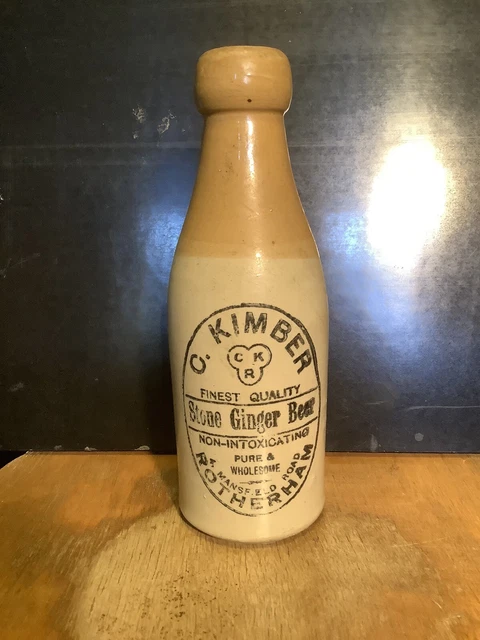 C. KIMBER
C K
R
FINEST QUALITY
Stone Ginger Beer
NON-INTOXICATING
PURE &
WHOLESOME
MANSFIELD ROAD
ROTHERHAM